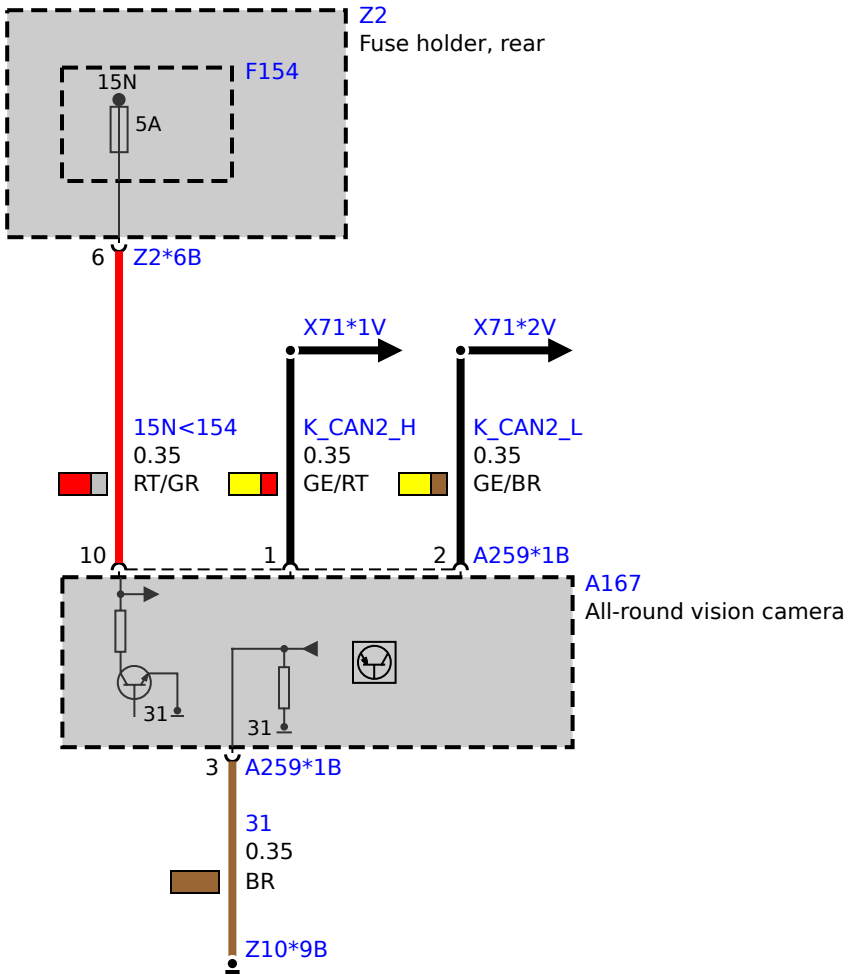 Z2
Fuse holder, rear
F154
15N
5A
6 Z2*6B
X71*1V X71*2V
15N<154 K_CAN2_H K_CAN2_L
0.35 0.35 0.35
RT/GR GE/RT GE/BR
10 1 2 A259*1B
A167
All-round vision camera
31
31
3 A259*1B
31
0.35
BR
Z10*9B